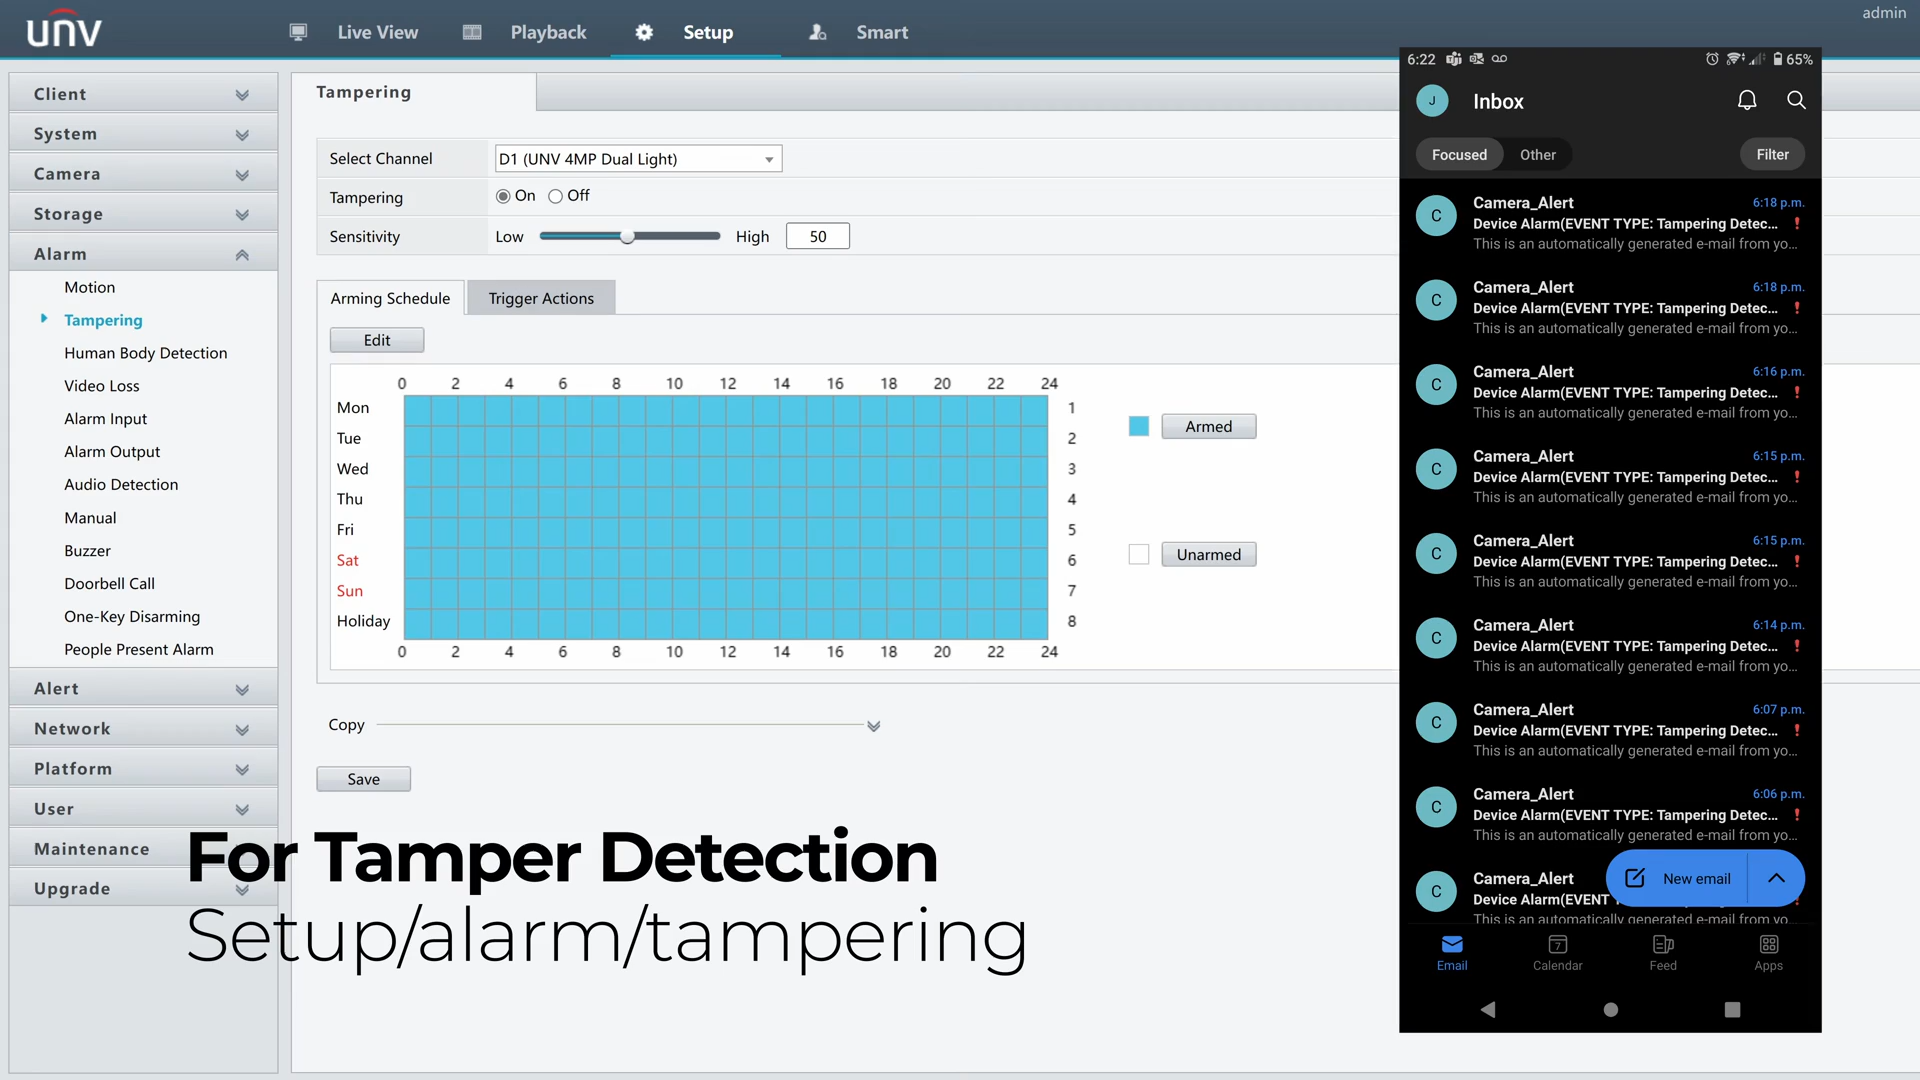 unv
Live View
Playback
Setup
Smart
admin
Client
System
Camera
Storage
Alarm
Motion
Tampering
Human Body Detection
Video Loss
Alarm Input
Alarm Output
Audio Detection
Manual
Buzzer
Doorbell Call
One-Key Disarming
People Present Alarm
Alert
Network
Platform
User
Maintenance
Upgrade
Tampering
Select Channel D1 (UNV 4MP Dual Light)
Tampering On Off
Sensitivity Low High 50
Arming Schedule Trigger Actions
Edit
0 2 4 6 8 10 12 14 16 18 20 22 24
Mon 1
Tue 2
Wed 3
Thu 4
Fri 5
Sat 6
Sun 7
Holiday 8
0 2 4 6 8 10 12 14 16 18 20 22 24
Armed
Unarmed
Copy
Save
For Tamper Detection
Setup/alarm/tampering
6:22 65%
J Inbox
Focused Other Filter
C Camera_Alert 6:18 p.m.
Device Alarm(EVENT TYPE: Tampering Detec... !
This is an automatically generated e-mail from yo...
C Camera_Alert 6:18 p.m.
Device Alarm(EVENT TYPE: Tampering Detec... !
This is an automatically generated e-mail from yo...
C Camera_Alert 6:16 p.m.
Device Alarm(EVENT TYPE: Tampering Detec... !
This is an automatically generated e-mail from yo...
C Camera_Alert 6:15 p.m.
Device Alarm(EVENT TYPE: Tampering Detec... !
This is an automatically generated e-mail from yo...
C Camera_Alert 6:15 p.m.
Device Alarm(EVENT TYPE: Tampering Detec... !
This is an automatically generated e-mail from yo...
C Camera_Alert 6:14 p.m.
Device Alarm(EVENT TYPE: Tampering Detec... !
This is an automatically generated e-mail from yo...
C Camera_Alert 6:07 p.m.
Device Alarm(EVENT TYPE: Tampering Detec... !
This is an automatically generated e-mail from yo...
C Camera_Alert 6:06 p.m.
Device Alarm(EVENT TYPE: Tampering Detec... !
This is an automatically generated e-mail from yo...
C Camera_Alert
Device Alarm(EVENT
This is an automatically generated e-mail from yo...
New email
7
Email Calendar Feed Apps